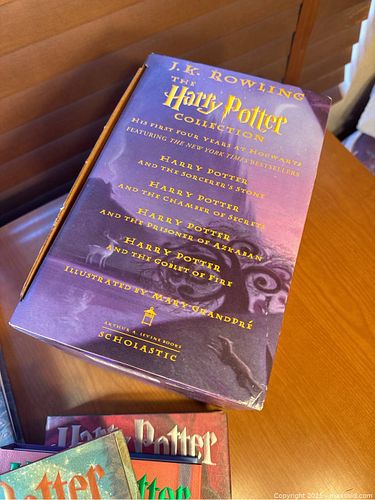 J.K. ROWLING
THE
Harry Potter
COLLECTION
HIS FIRST FOUR YEARS AT HOGWARTS
FEATURING THE NEW YORK TIMES BESTSELLERS
HARRY POTTER
AND THE SORCERER'S STONE
HARRY POTTER
AND THE CHAMBER OF SECRETS
HARRY POTTER
AND THE PRISONER OF AZKABAN
HARRY POTTER
AND THE GOBLET OF FIRE
ILLUSTRATED BY MARY GRANDPRÉ
ARTHUR A. LEVINE BOOKS
SCHOLASTIC
Harry Potter
Potter